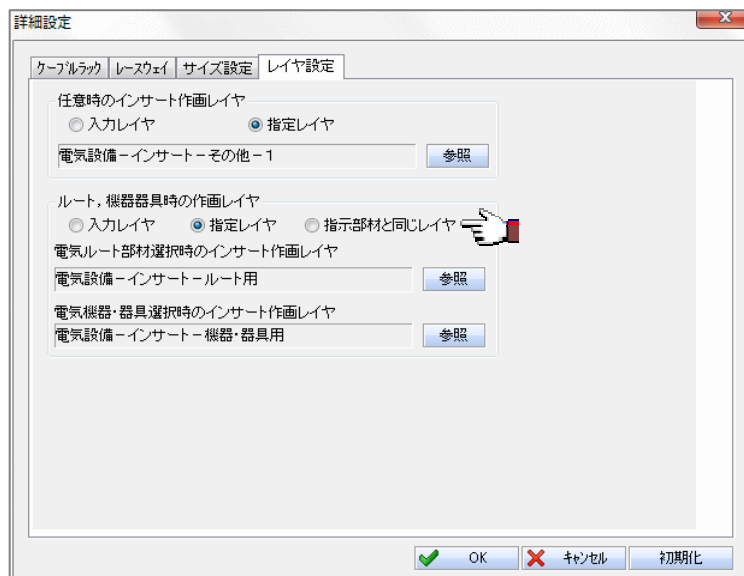 詳細設定
ｹｰﾌﾞﾙﾗｯｸ ﾚｰｽｳｪｲ サイズ設定 レイヤ設定
任意時のインサート作画レイヤ
入力レイヤ 指定レイヤ
電気設備－インサート－その他－1 参照
ルート，機器器具時の作画レイヤ
入力レイヤ 指定レイヤ 指示部材と同じレイヤ
電気ルート部材選択時のインサート作画レイヤ
電気設備－インサート－ルート用 参照
電気機器・器具選択時のインサート作画レイヤ
電気設備－インサート－機器・器具用 参照
OK ｷｬﾝｾﾙ 初期化